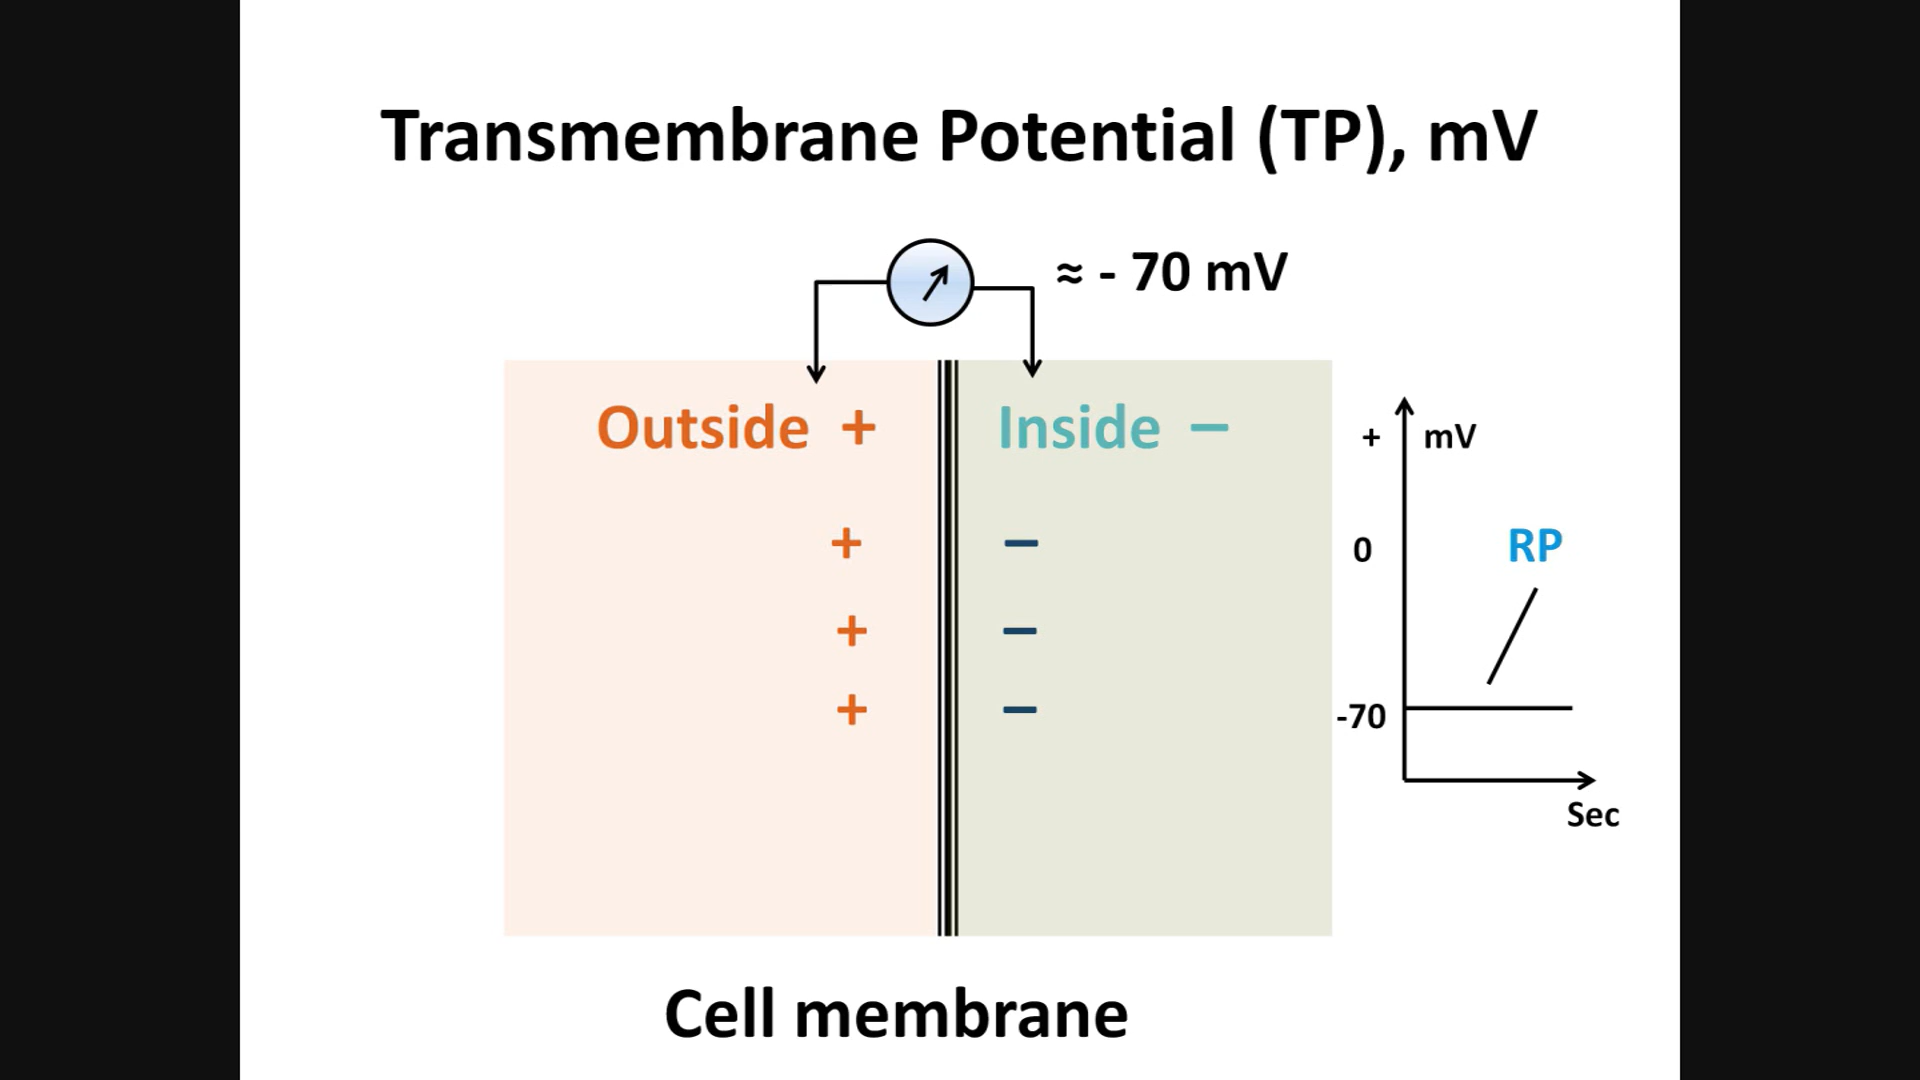 Transmembrane Potential (TP), mV
≈ - 70 mV
Outside + Inside –
+ –
+ –
+ –
+ mV
0 RP
-70
Sec
Cell membrane